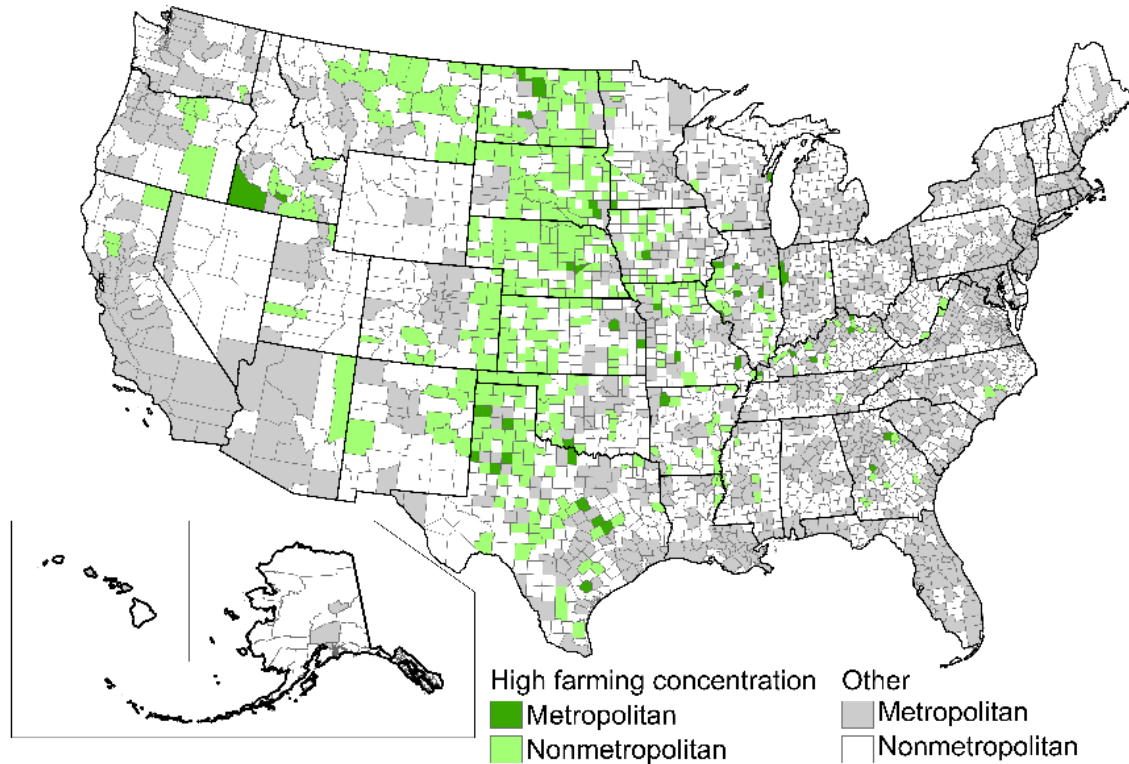 High farming concentration Other
Metropolitan Metropolitan
Nonmetropolitan Nonmetropolitan